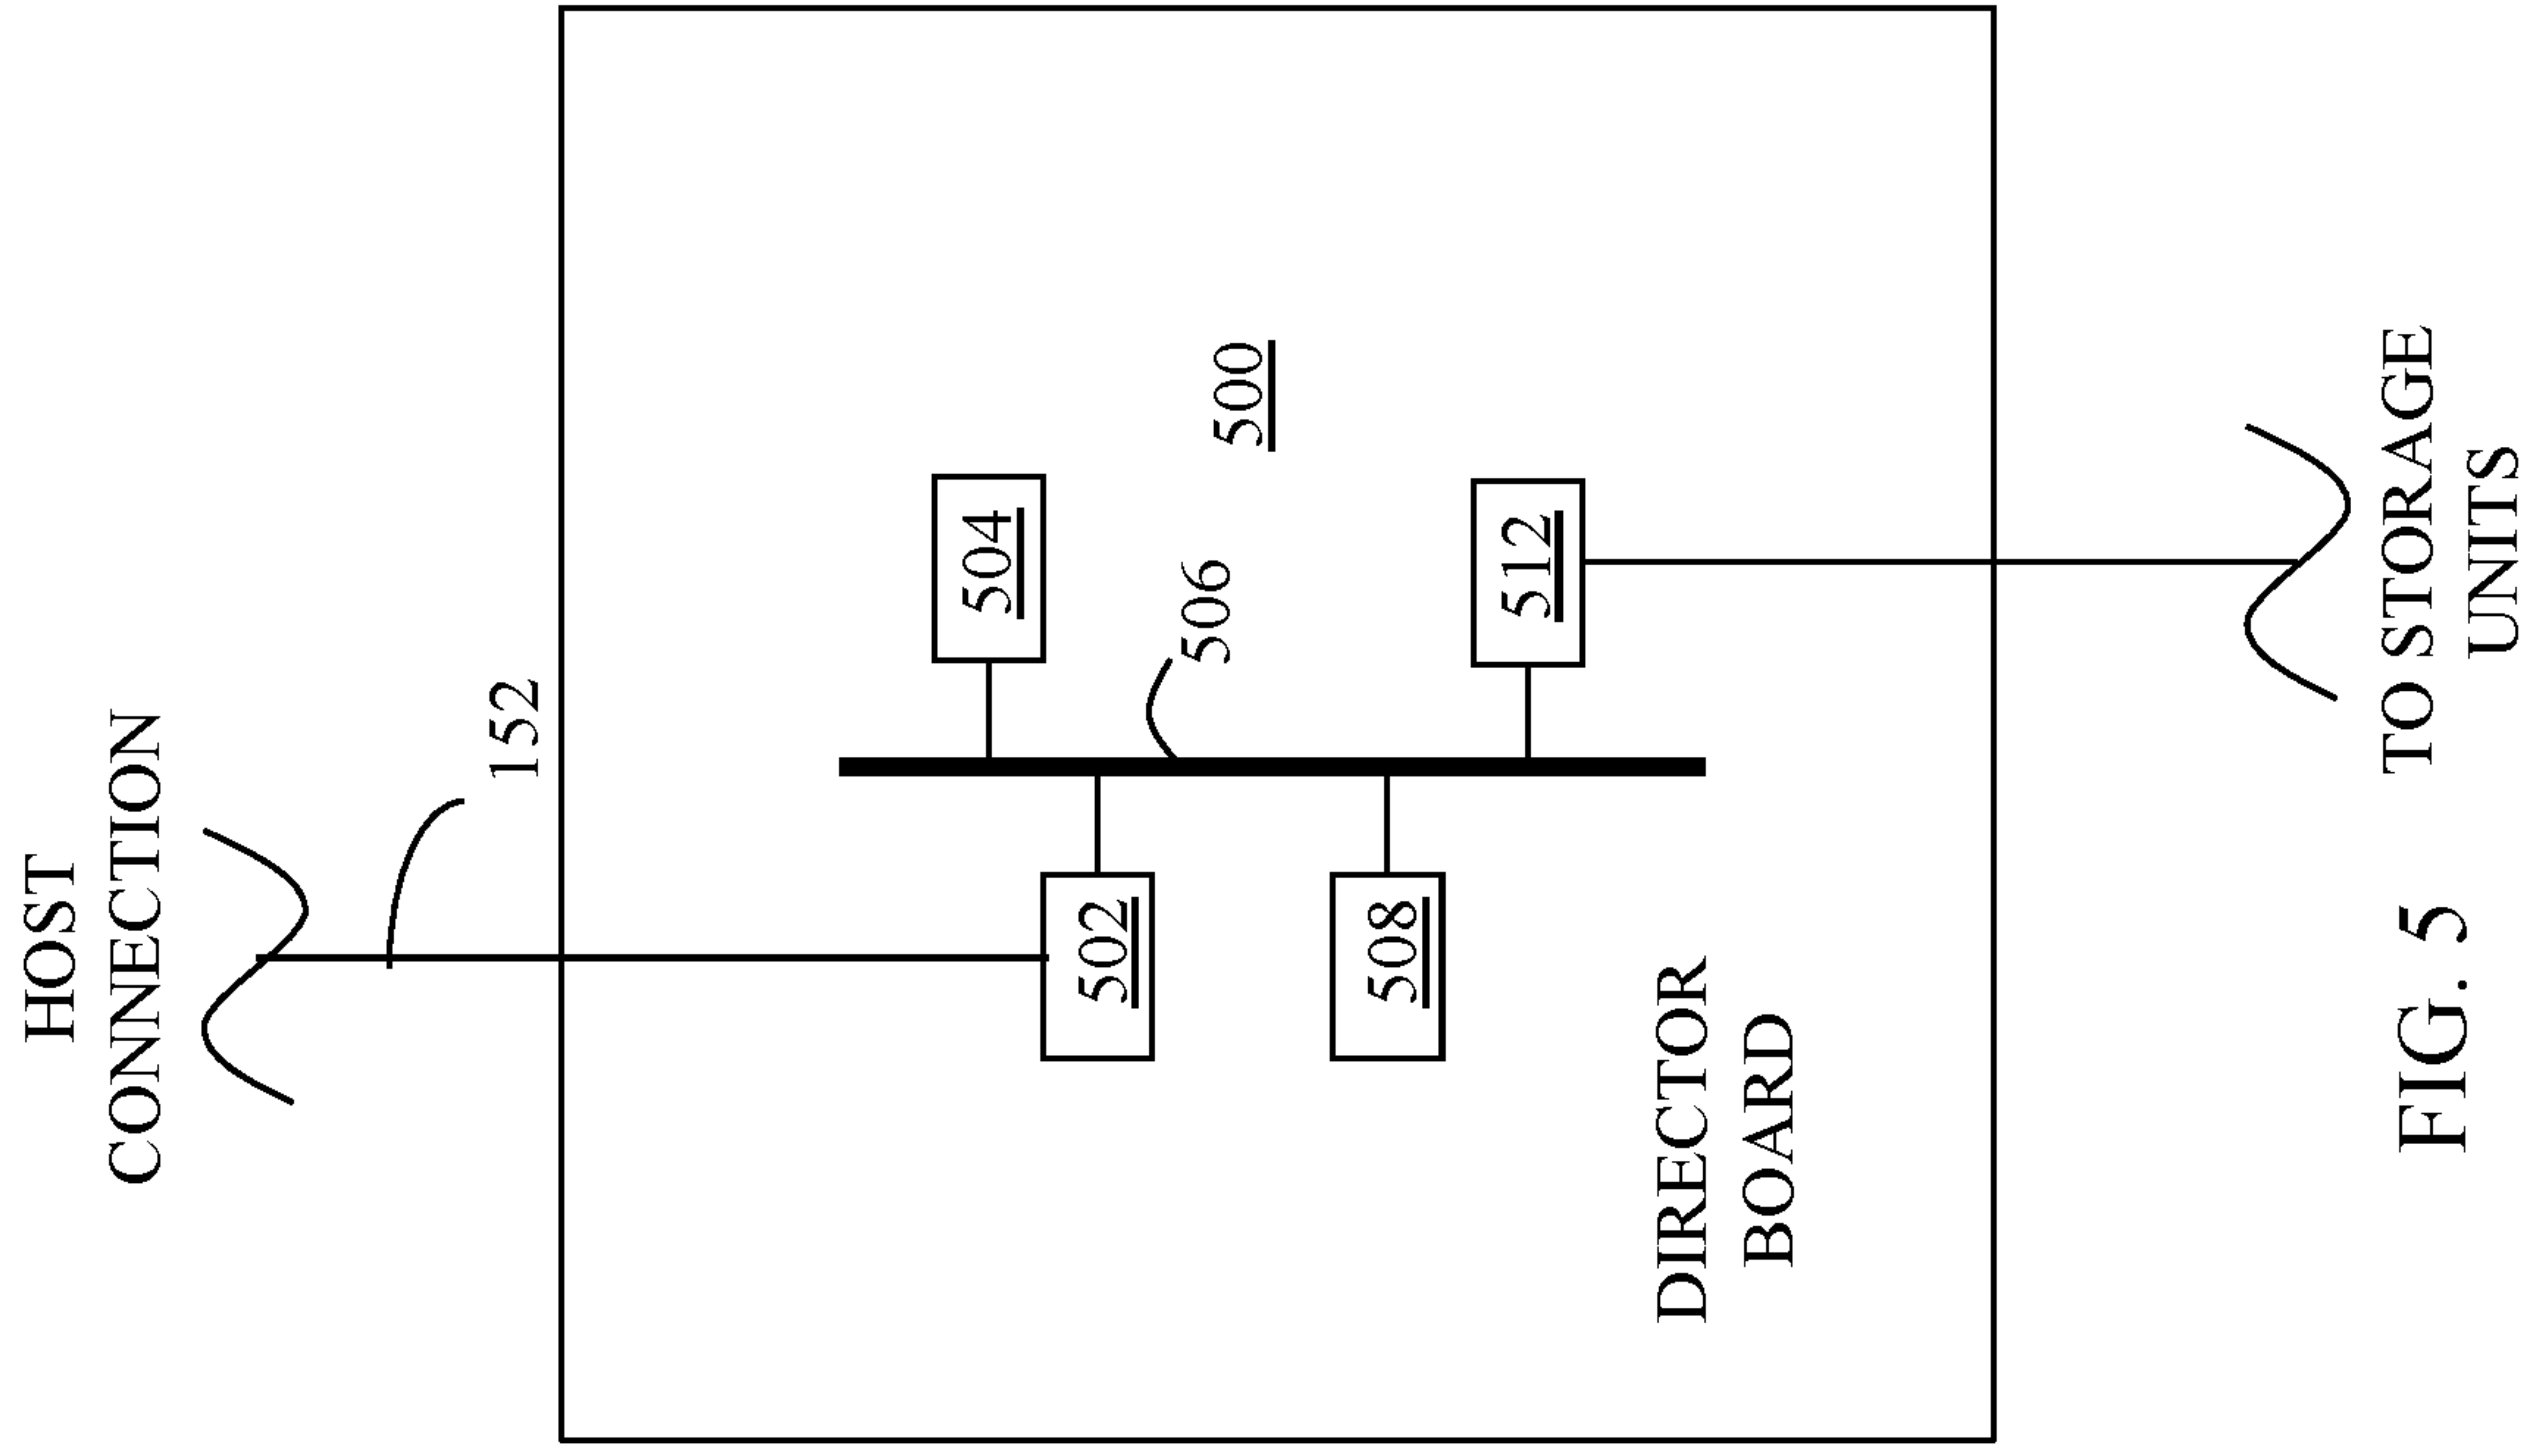 HOST
CONNECTION
152
504
500
506
502
512
508
DIRECTOR
BOARD
TO STORAGE
UNITS
FIG. 5